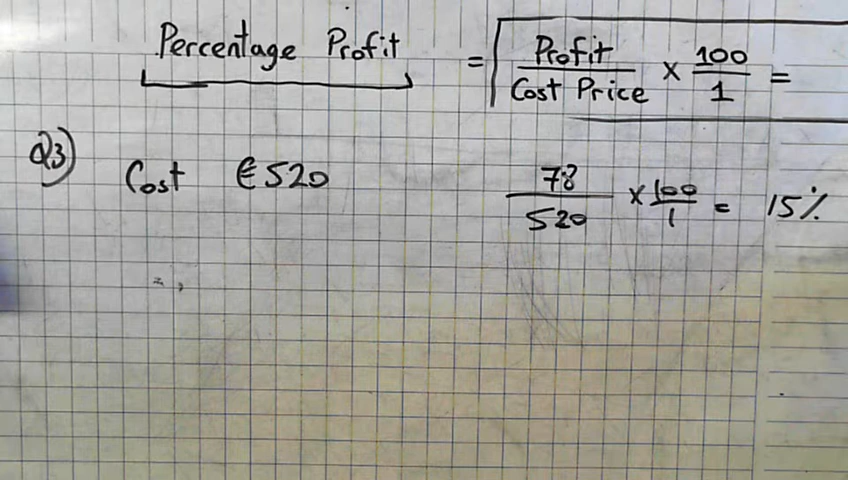 Percentage Profit = Profit / Cost Price × 100 / 1 =
Q3) Cost €520 78 / 520 × 100 / 1 = 15%